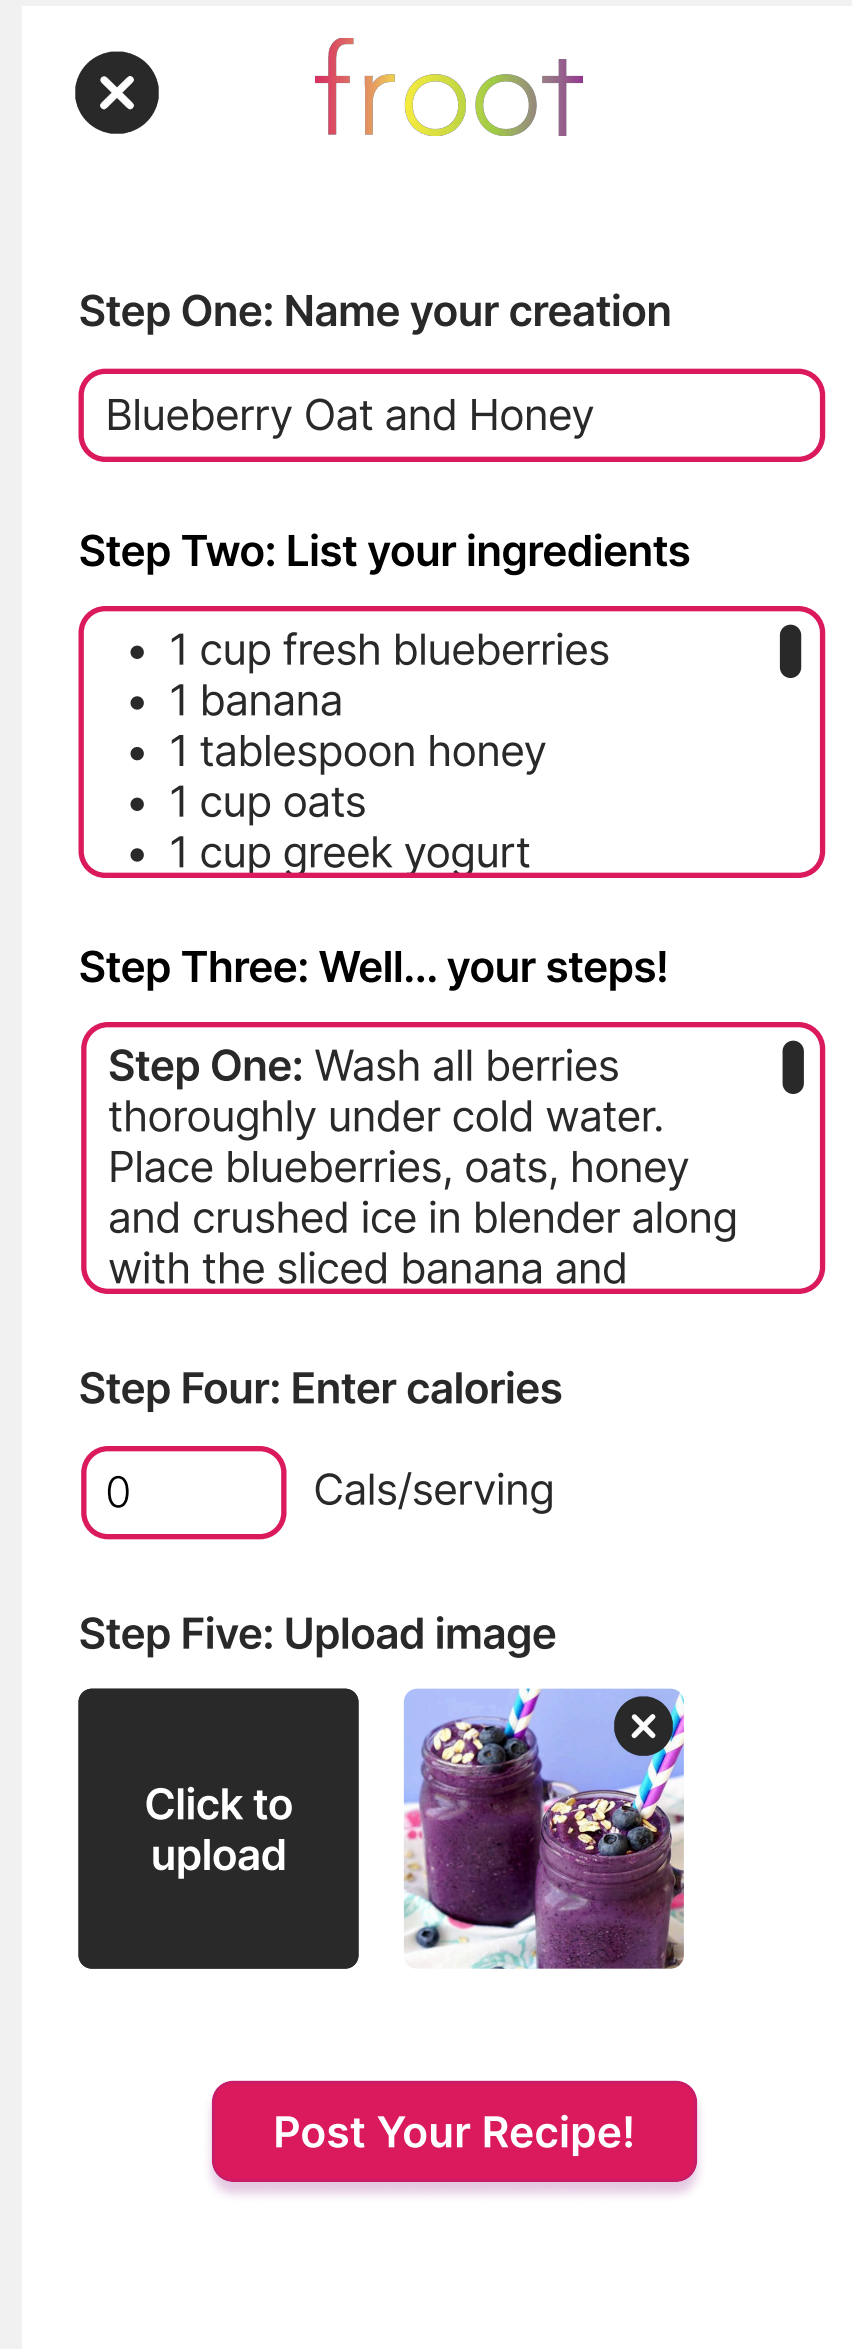 froot
Step One: Name your creation
Blueberry Oat and Honey
Step Two: List your ingredients
• 1 cup fresh blueberries
• 1 banana
• 1 tablespoon honey
• 1 cup oats
• 1 cup greek yogurt
Step Three: Well... your steps!
Step One: Wash all berries
thoroughly under cold water.
Place blueberries, oats, honey
and crushed ice in blender along
with the sliced banana and
Step Four: Enter calories
0 Cals/serving
Step Five: Upload image
Click to
upload
Post Your Recipe!